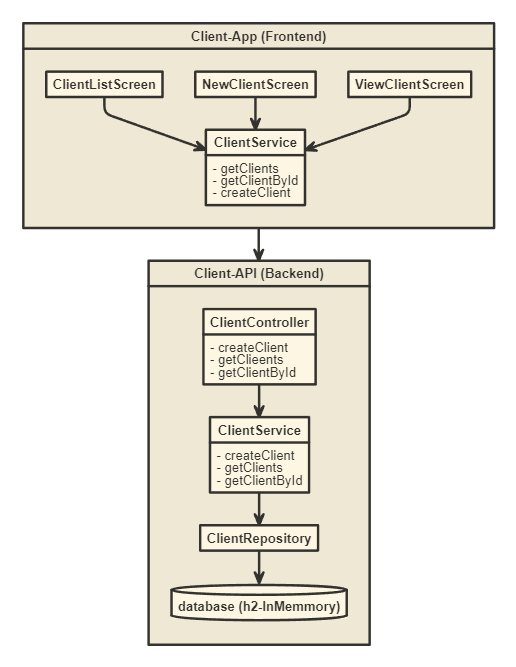 Client-App (Frontend)
ClientListScreen
NewClientScreen
ViewClientScreen
ClientService
- getClients
- getClientById
- createClient
Client-API (Backend)
ClientController
- createClient
- getClieents
- getClientById
ClientService
- createClient
- getClients
- getClientById
ClientRepository
database (h2-InMemmory)